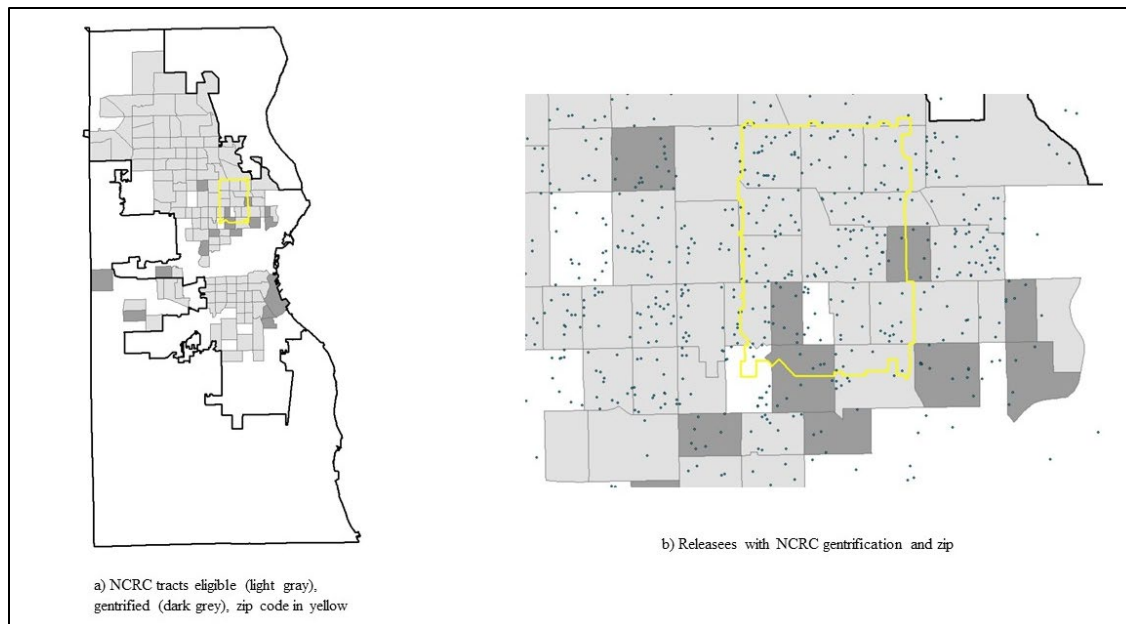 a) NCRC tracts eligible (light gray),
gentrified (dark grey), zip code in yellow
b) Releasees with NCRC gentrification and zip